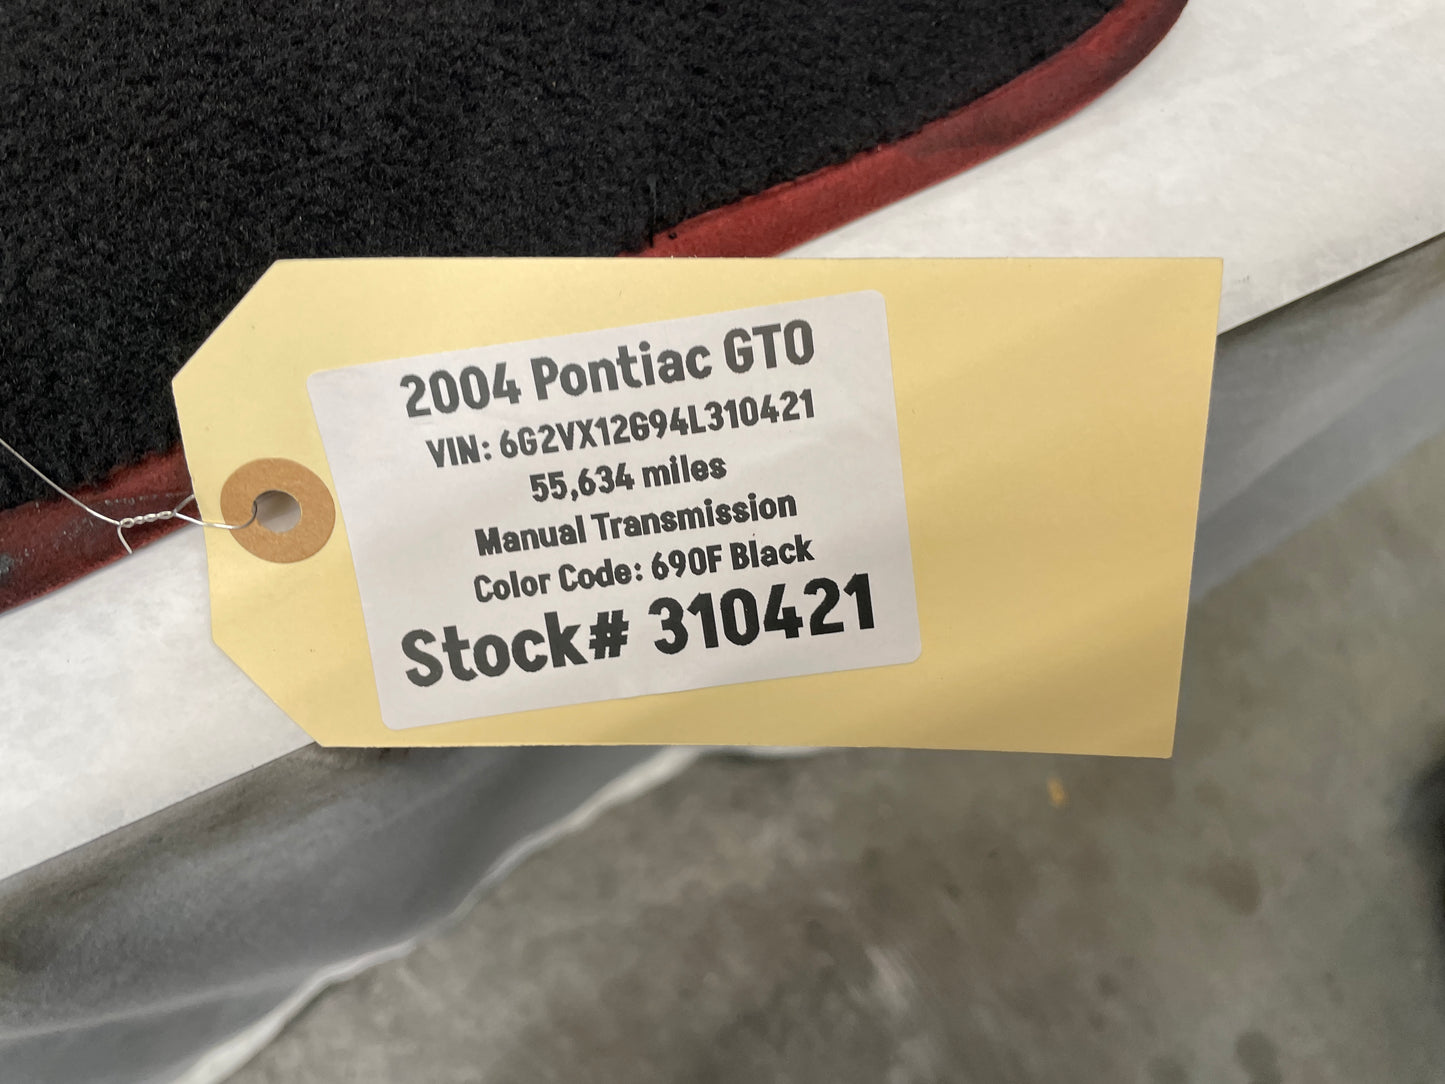 2004 Pontiac GTO
VIN: 6G2VX12G94L310421
55,634 miles
Manual Transmission
Color Code: 690F Black
Stock# 310421